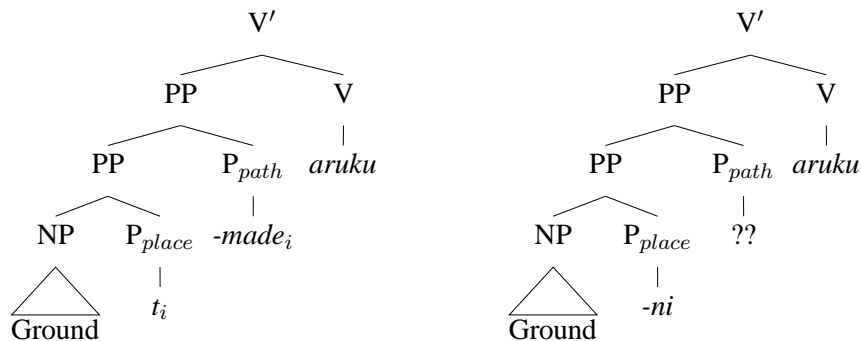 V′ V′
PP V PP V
PP P_path aruku PP P_path aruku
NP P_place -made_i NP P_place ??
Ground t_i Ground -ni